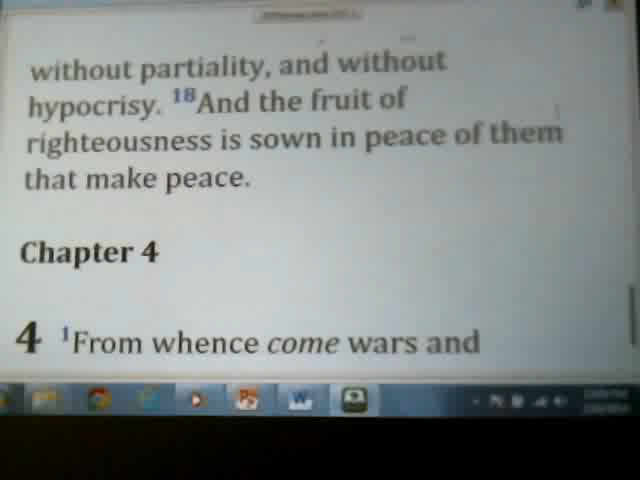 without partiality, and without
hypocrisy. 18And the fruit of
righteousness is sown in peace of them
that make peace.
Chapter 4
4 1From whence come wars and